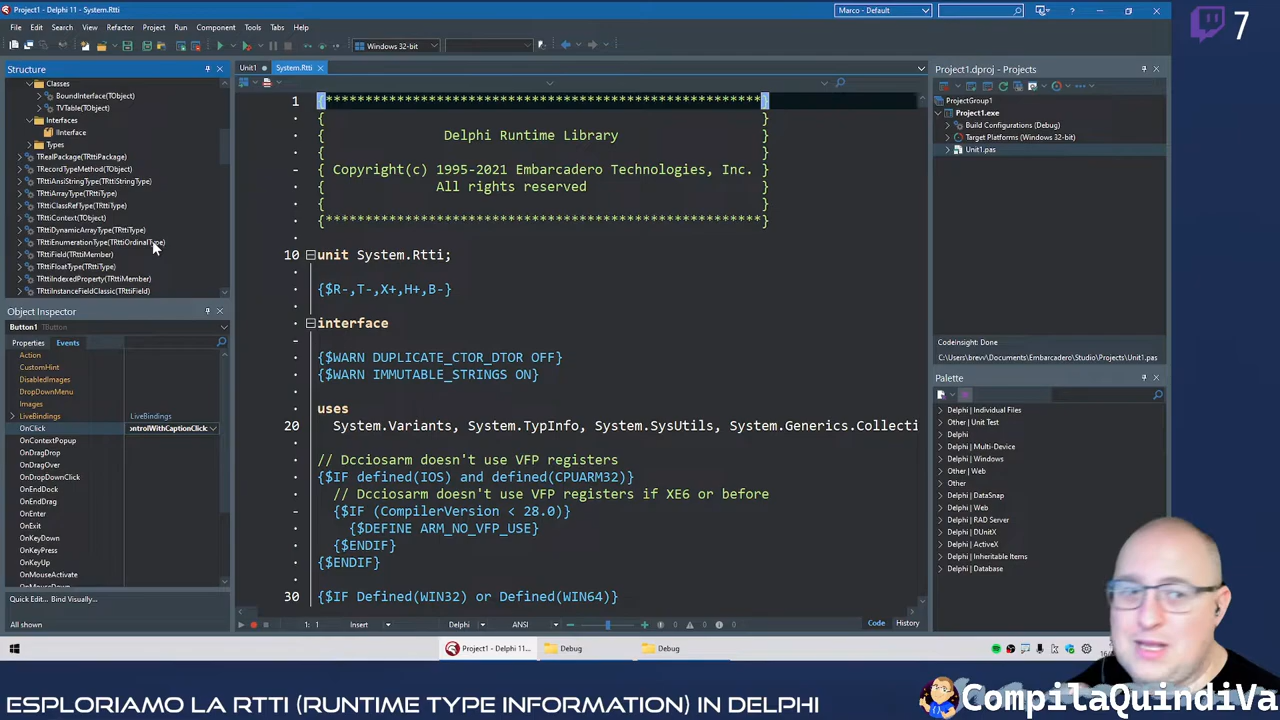 Project1 - Delphi 11 - System.Rtti
Marco - Default
7
File Edit Search View Refactor Project Run Component Tools Tabs Help
Windows 32-bit
Structure
Classes
BoundInterface(TObject)
TVTable(TObject)
Interfaces
IInterface
Types
TRealPackage(TRttiPackage)
TRecordTypeMethod(TObject)
TRttiAnsiStringType(TRttiStringType)
TRttiArrayType(TRttiType)
TRttiClassRefType(TRttiType)
TRttiContext(TObject)
TRttiDynamicArrayType(TRttiType)
TRttiEnumerationType(TRttiOrdinalType)
TRttiField(TRttiMember)
TRttiFloatType(TRttiType)
TRttiIndexedProperty(TRttiMember)
TRttiInstanceFieldClassic(TRttiField)
Object Inspector
Button1 TButton
Properties Events
Action
CustomHint
DisabledImages
DropDownMenu
Images
LiveBindings LiveBindings
OnClick ontrolWithCaptionClick
OnContextPopup
OnDragDrop
OnDragOver
OnDropDownClick
OnEndDock
OnEndDrag
OnEnter
OnExit
OnKeyDown
OnKeyPress
OnKeyUp
OnMouseActivate
OnMouseDown
Quick Edit... Bind Visually...
All shown
Unit1 System.Rtti
1 {***************************************************}
{ }
{ Delphi Runtime Library }
{ }
{ Copyright(c) 1995-2021 Embarcadero Technologies, Inc. }
{ All rights reserved }
{ }
{***************************************************}
10 unit System.Rtti;
{$R-,T-,X+,H+,B-}
interface
{$WARN DUPLICATE_CTOR_DTOR OFF}
{$WARN IMMUTABLE_STRINGS ON}
uses
20 System.Variants, System.TypInfo, System.SysUtils, System.Generics.Collecti
// Dcciosarm doesn't use VFP registers
{$IF defined(IOS) and defined(CPUARM32)}
// Dcciosarm doesn't use VFP registers if XE6 or before
{$IF (CompilerVersion < 28.0)}
{$DEFINE ARM_NO_VFP_USE}
{$ENDIF}
{$ENDIF}
30 {$IF Defined(WIN32) or Defined(WIN64)}
1: 1 Insert Delphi ANSI 0 0 0 Code History
Project1.dproj - Projects
ProjectGroup1
Project1.exe
Build Configurations (Debug)
Target Platforms (Windows 32-bit)
Unit1.pas
CodeInsight: Done
C:\Users\brevv\Documents\Embarcadero\Studio\Projects\Unit1.pas
Palette
Delphi | Individual Files
Other | Unit Test
Delphi
Delphi | Multi-Device
Delphi | Windows
Other | Web
Other
Delphi | DataSnap
Delphi | Web
Delphi | RAD Server
Delphi | DUnitX
Delphi | ActiveX
Delphi | Inheritable Items
Delphi | Database
Project1 - Delphi 11... Debug Debug
ESPLORIAMO LA RTTI (RUNTIME TYPE INFORMATION) IN DELPHI
CompilaQuindiVa